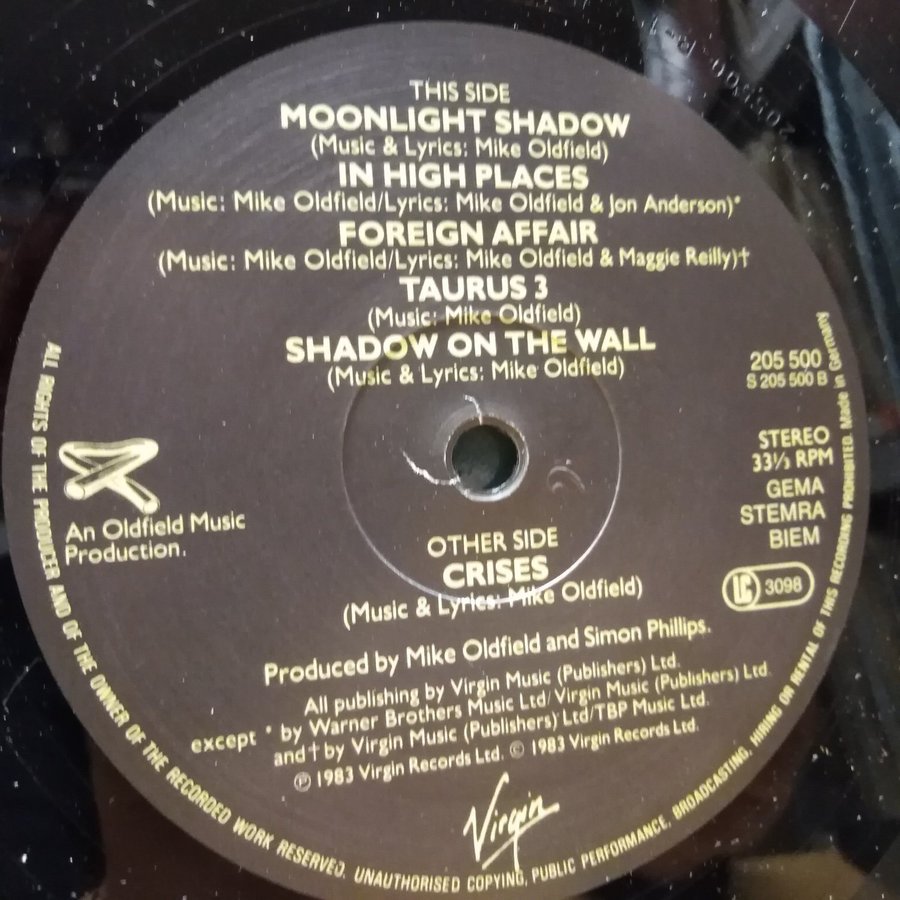 THIS SIDE
MOONLIGHT SHADOW
(Music & Lyrics: Mike Oldfield)
IN HIGH PLACES
(Music: Mike Oldfield/Lyrics: Mike Oldfield & Jon Anderson)*
FOREIGN AFFAIR
(Music: Mike Oldfield/Lyrics: Mike Oldfield & Maggie Reilly)†
TAURUS 3
(Music: Mike Oldfield)
SHADOW ON THE WALL
(Music & Lyrics: Mike Oldfield)
205 500
S 205 500 B
STEREO
33⅓ RPM
GEMA
STEMRA
BIEM
LC 3098
An Oldfield Music
Production.
OTHER SIDE
CRISES
(Music & Lyrics: Mike Oldfield)
Produced by Mike Oldfield and Simon Phillips.
All publishing by Virgin Music (Publishers) Ltd.
except * by Warner Brothers Music Ltd/Virgin Music (Publishers) Ltd.
and † by Virgin Music (Publishers) Ltd/TBP Music Ltd.
℗ 1983 Virgin Records Ltd. © 1983 Virgin Records Ltd.
Virgin
ALL RIGHTS OF THE PRODUCER AND OF THE OWNER OF THE RECORDED WORK RESERVED. UNAUTHORISED COPYING, PUBLIC PERFORMANCE, BROADCASTING, HIRING OR RENTAL OF THIS RECORDING PROHIBITED. Made in Germany